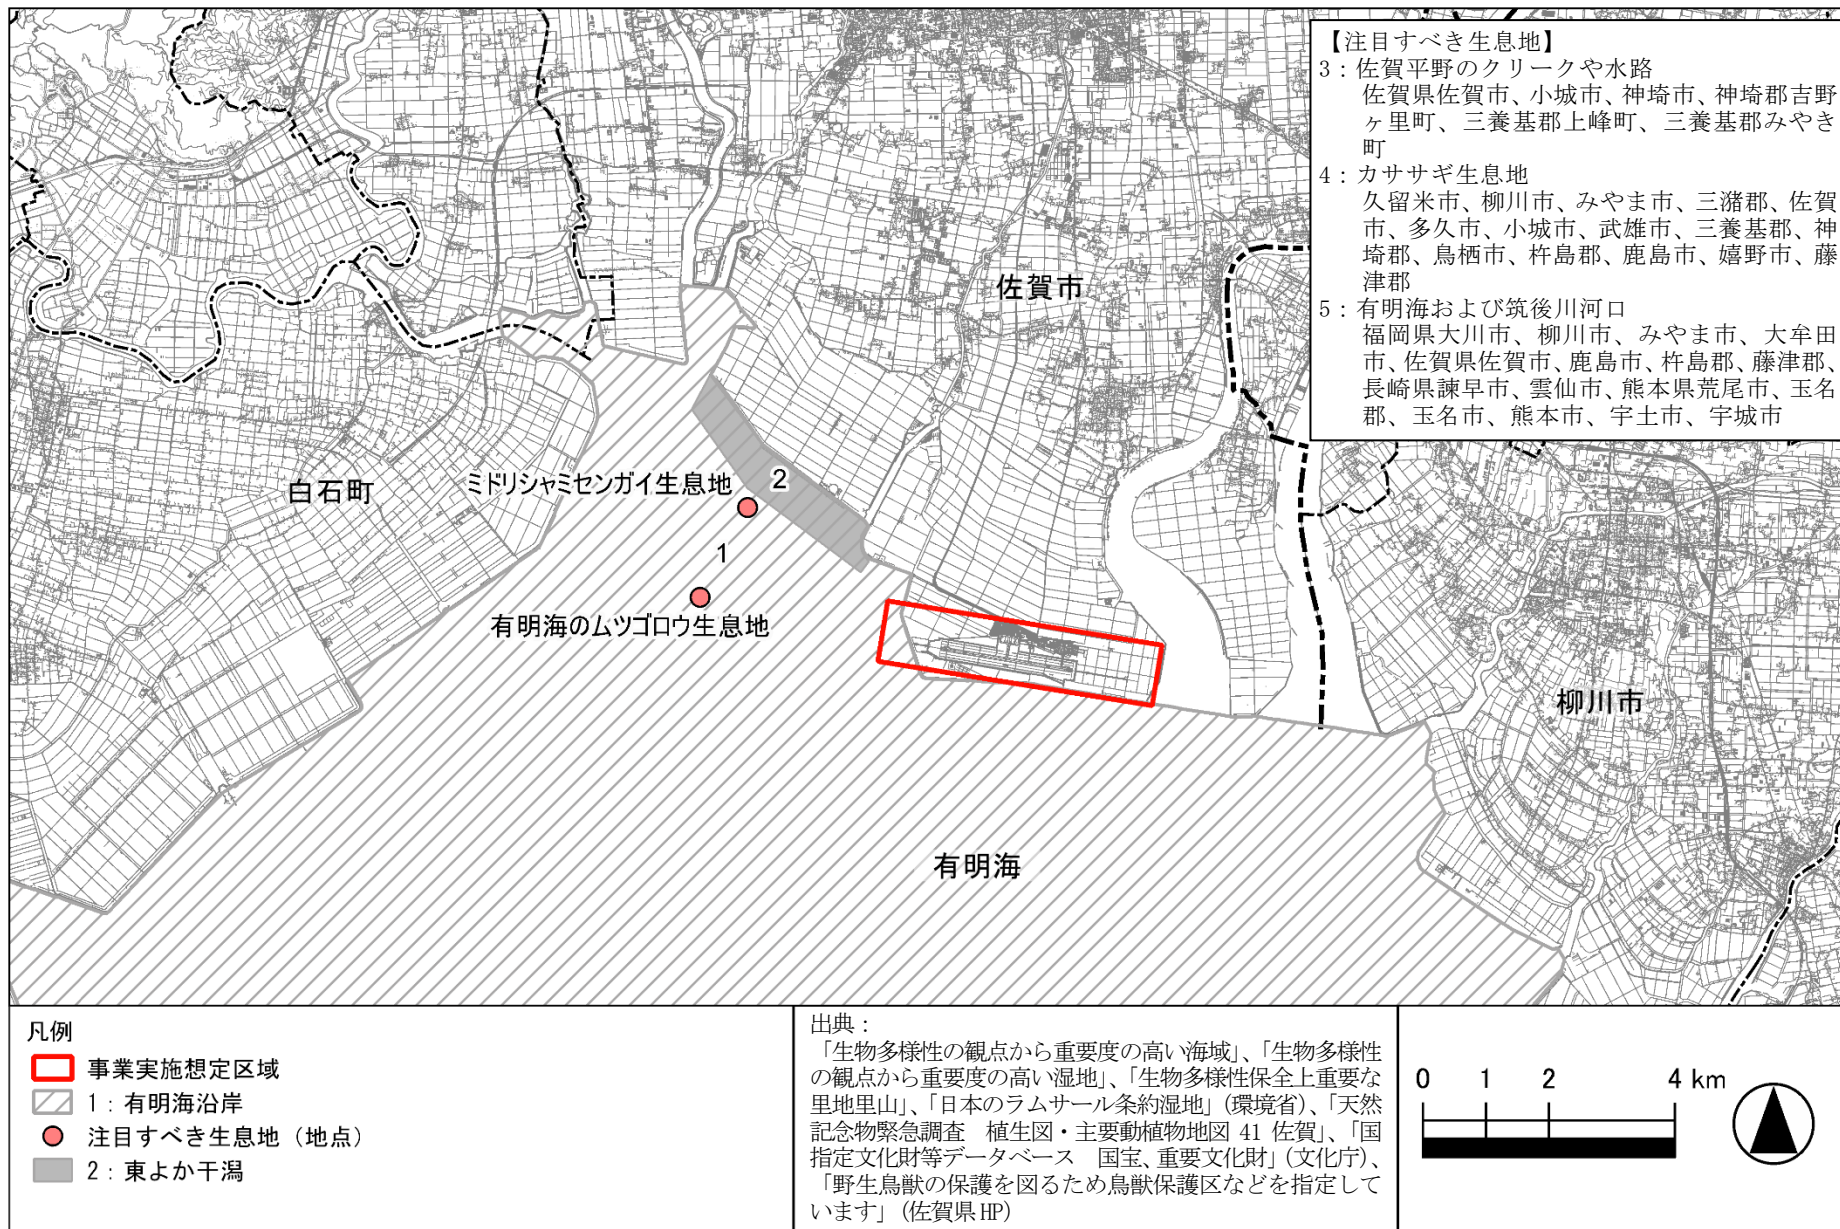 【注目すべき生息地】
3：佐賀平野のクリークや水路
佐賀県佐賀市、小城市、神埼市、神埼郡吉野
ヶ里町、三養基郡上峰町、三養基郡みやき
町
4：カササギ生息地
久留米市、柳川市、みやま市、三潴郡、佐賀
市、多久市、小城市、武雄市、三養基郡、神
埼郡、鳥栖市、杵島郡、鹿島市、嬉野市、藤
津郡
5：有明海および筑後川河口
福岡県大川市、柳川市、みやま市、大牟田
市、佐賀県佐賀市、鹿島市、杵島郡、藤津郡、
長崎県諫早市、雲仙市、熊本県荒尾市、玉名
郡、玉名市、熊本市、宇土市、宇城市
佐賀市
白石町
ミドリシャミセンガイ生息地
2
1
有明海のムツゴロウ生息地
柳川市
有明海
凡例
事業実施想定区域
1：有明海沿岸
注目すべき生息地（地点）
2：東よか干潟
出典：
「生物多様性の観点から重要度の高い海域」、「生物多様性
の観点から重要度の高い湿地」、「生物多様性保全上重要な
里地里山」、「日本のラムサール条約湿地」（環境省）、「天然
記念物緊急調査　植生図・主要動植物地図 41 佐賀」、「国
指定文化財等データベース　国宝、重要文化財」（文化庁）、
「野生鳥獣の保護を図るため鳥獣保護区などを指定して
います」（佐賀県HP）
0 1 2 4 km